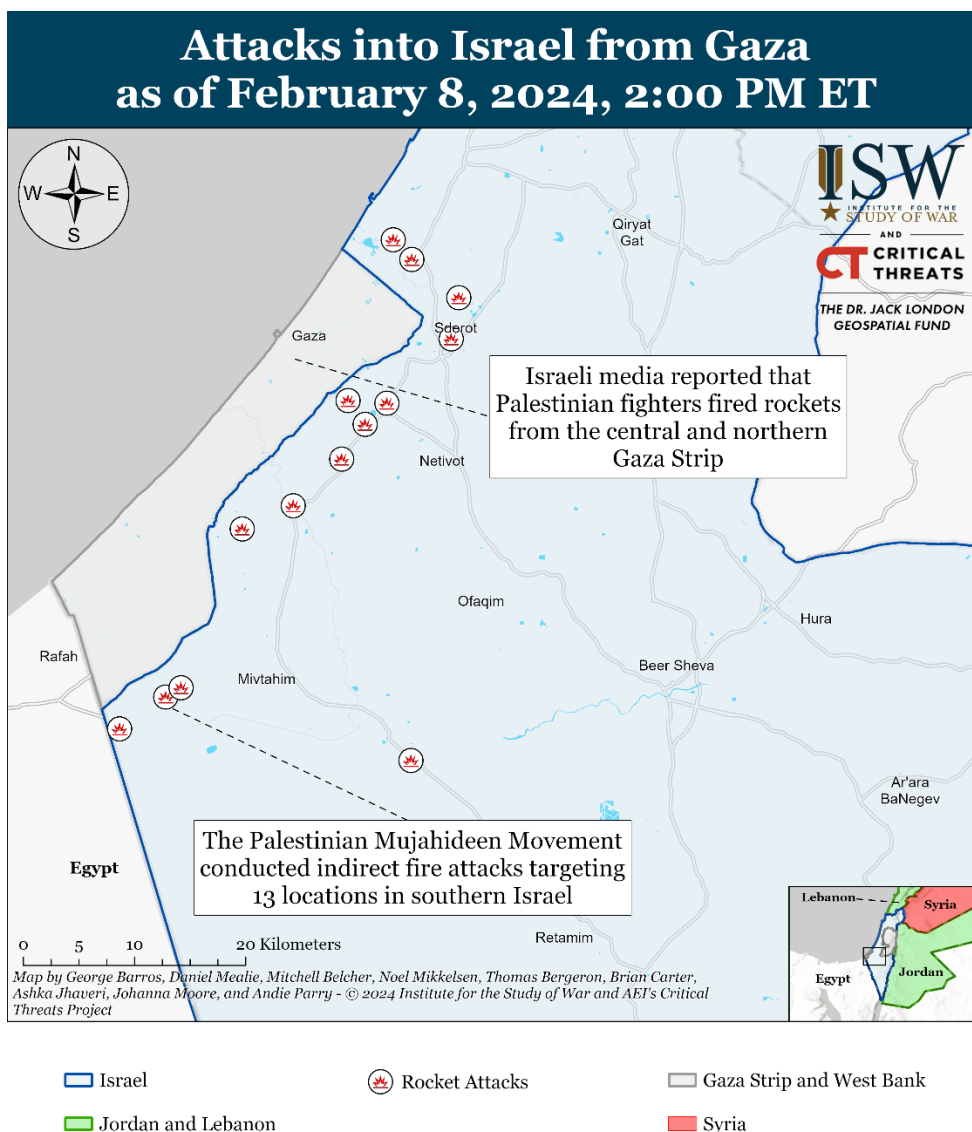 Attacks into Israel from Gaza
as of February 8, 2024, 2:00 PM ET
N
W E
S
ISW
INSTITUTE FOR THE
STUDY OF WAR
AND
CT CRITICAL
THREATS
THE DR. JACK LONDON
GEOSPATIAL FUND
Qiryat
Gat
Sderot
Gaza
Israeli media reported that
Palestinian fighters fired rockets
from the central and northern
Gaza Strip
Netivot
Ofaqim
Hura
Rafah
Beer Sheva
Mivtahim
Ar'ara
BaNegev
The Palestinian Mujahideen Movement
conducted indirect fire attacks targeting
13 locations in southern Israel
Egypt
Retamim
0 5 10 20 Kilometers
Map by George Barros, Daniel Mealie, Mitchell Belcher, Noel Mikkelsen, Thomas Bergeron, Brian Carter,
Ashka Jhaveri, Johanna Moore, and Andie Parry - © 2024 Institute for the Study of War and AEI's Critical
Threats Project
Lebanon
Syria
Egypt
Jordan
Israel
Rocket Attacks
Gaza Strip and West Bank
Jordan and Lebanon
Syria